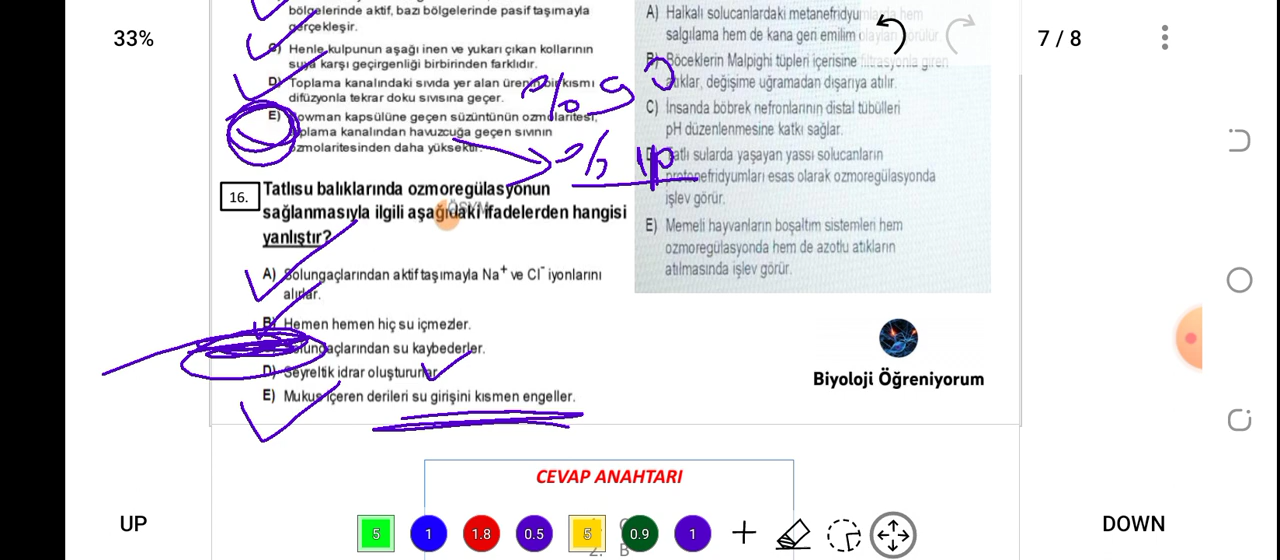 33%
7 / 8
bölgelerinde aktif, bazı bölgelerinde pasif taşımayla
gerçekleşir.
C) Henle kulpunun aşağı inen ve yukarı çıkan kollarının
suya karşı geçirgenliği birbirinden farklıdır.
D) Toplama kanalındaki sıvıda yer alan ürenin bir kısmı
difüzyonla tekrar doku sıvısına geçer.
E) Bowman kapsülüne geçen süzüntünün ozmolaritesi,
toplama kanalından havuzcuğa geçen sıvının
ozmolaritesinden daha yüksektir.
16. Tatlısu balıklarında ozmoregülasyonun
sağlanmasıyla ilgili aşağıdaki ifadelerden hangisi
yanlıştır?
A) Solungaçlarından aktif taşımayla Na+ ve Cl- iyonlarını
alırlar.
B) Hemen hemen hiç su içmezler.
Solungaçlarından su kaybederler.
D) Seyreltik idrar oluştururlar.
E) Mukus içeren derileri su girişini kısmen engeller.
A) Halkalı solucanlardaki metanefridyumlarda hem
salgılama hem de kana geri emilim olayları görülür.
B) Böceklerin Malpighi tüpleri içerisine filtrasyonla giren
atıklar, değişime uğramadan dışarıya atılır.
C) İnsanda böbrek nefronlarının distal tübülleri
pH düzenlenmesine katkı sağlar.
D) Tatlı sularda yaşayan yassı solucanların
protonefridyumları esas olarak ozmoregülasyonda
işlev görür.
E) Memeli hayvanların boşaltım sistemleri hem
ozmoregülasyonda hem de azotlu atıkların
atılmasında işlev görür.
Biyoloji Öğreniyorum
CEVAP ANAHTARI
UP
5 1 1.8 0.5 5 0.9 1
DOWN
2. B